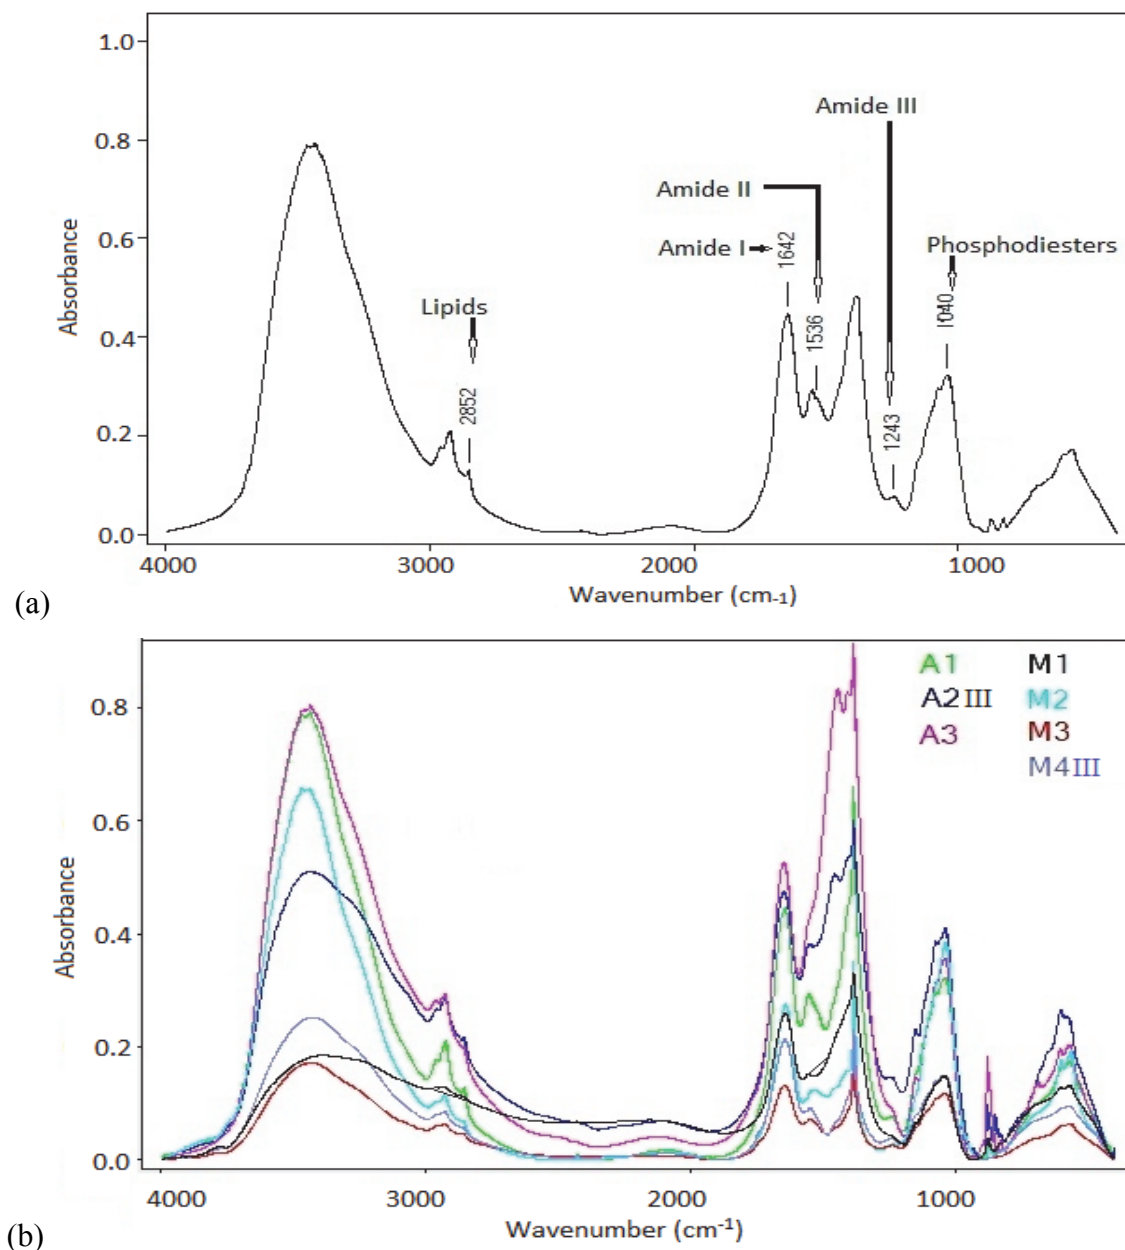 1.0
Amide III
0.8
Amide II
0.6
Amide I
1642
Phosphodiesters
Absorbance
Lipids
0.4
1536
1040
2852
0.2
1243
0.0
4000 3000 2000 1000
Wavenumber (cm-1)
(a)
A1 M1
A2 III M2
A3 M3
M4 III
0.8
0.6
Absorbance
0.4
0.2
0.0
4000 3000 2000 1000
Wavenumber (cm-1)
(b)